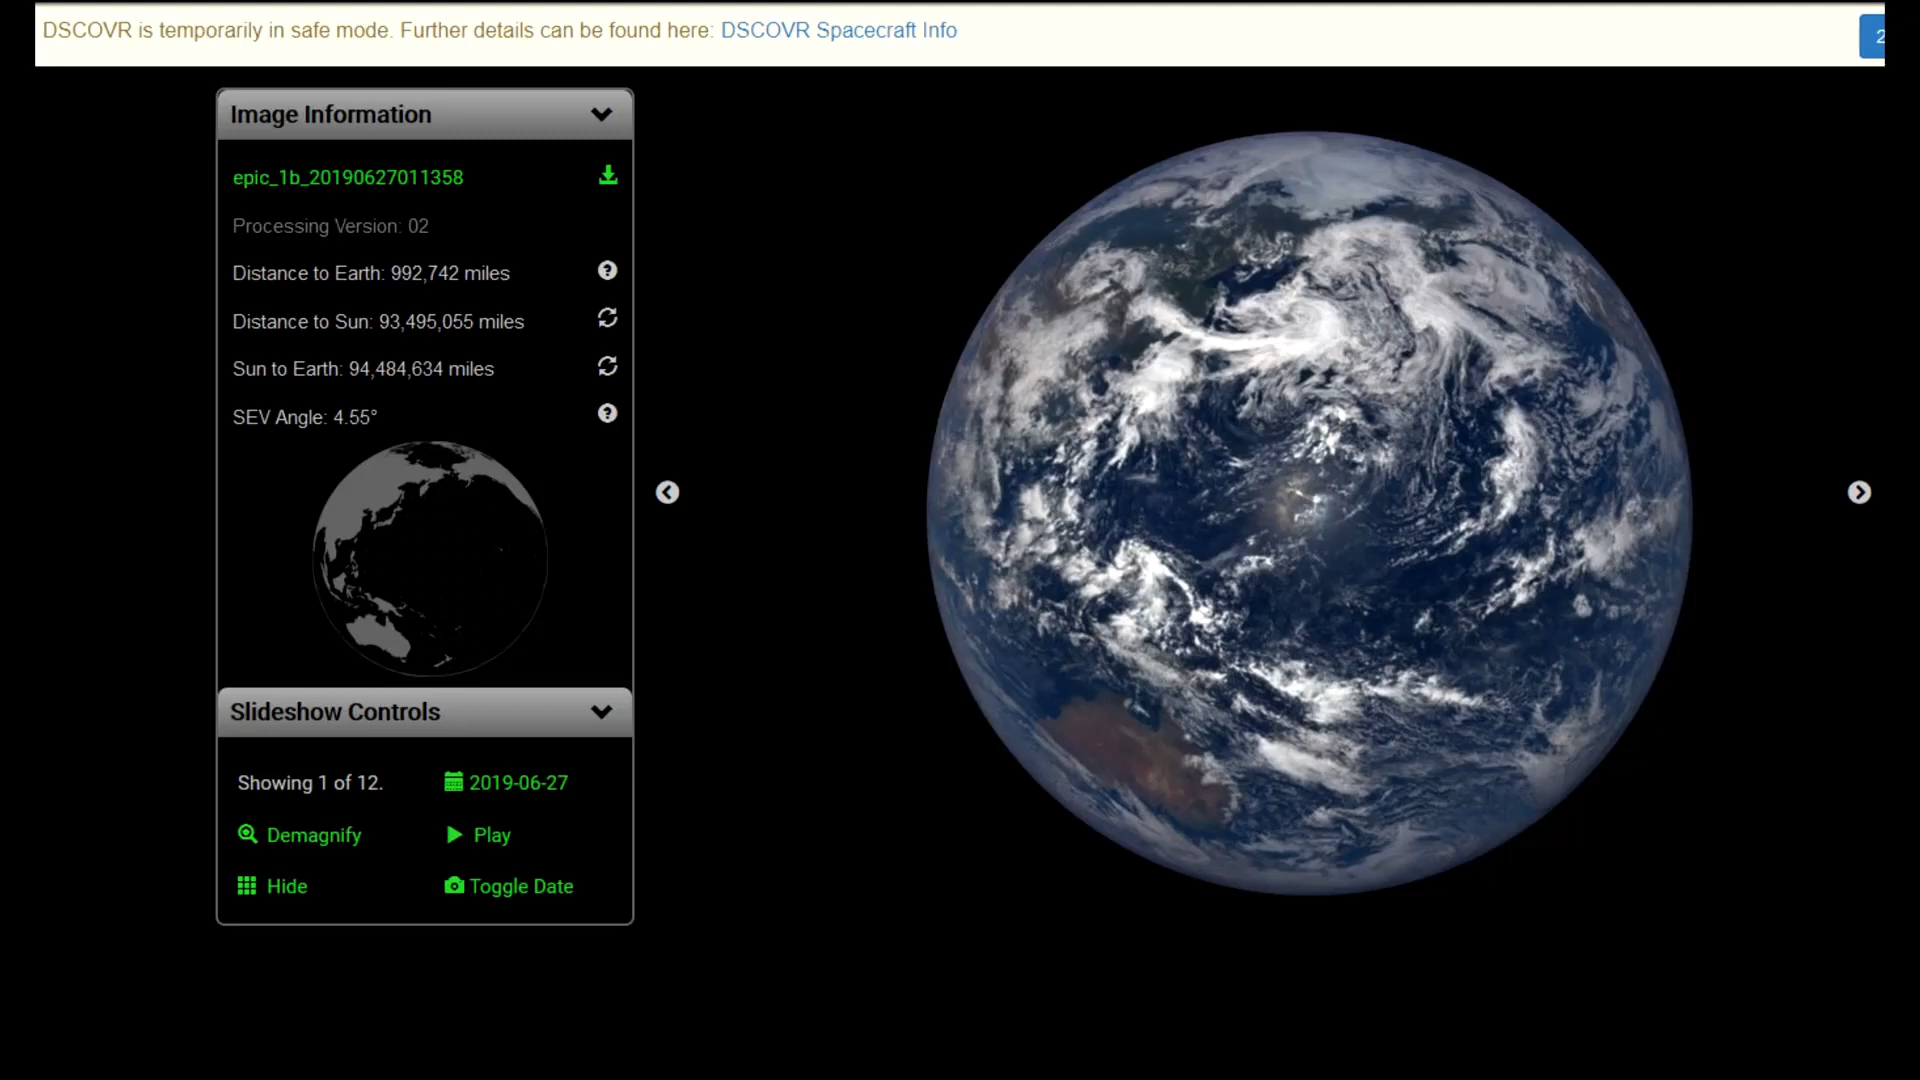 DSCOVR is temporarily in safe mode. Further details can be found here: DSCOVR Spacecraft Info
2
Image Information
epic_1b_20190627011358
Processing Version: 02
Distance to Earth: 992,742 miles
Distance to Sun: 93,495,055 miles
Sun to Earth: 94,484,634 miles
SEV Angle: 4.55°
Slideshow Controls
Showing 1 of 12. 2019-06-27
Demagnify Play
Hide Toggle Date